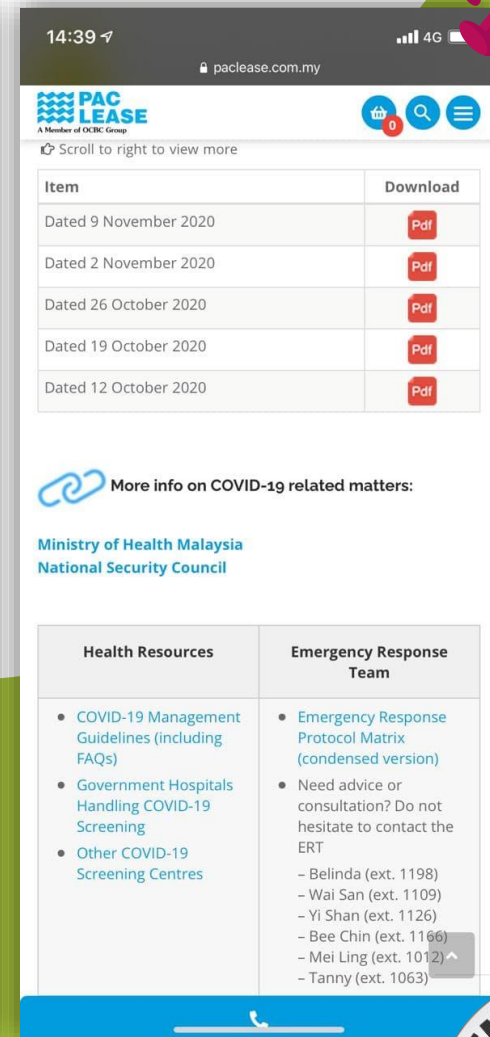 14:39
4G
paclease.com.my
PAC
LEASE
A Member of OCBC Group
0
Scroll to right to view more
Item Download
Dated 9 November 2020 Pdf
Dated 2 November 2020 Pdf
Dated 26 October 2020 Pdf
Dated 19 October 2020 Pdf
Dated 12 October 2020 Pdf
More info on COVID-19 related matters:
Ministry of Health Malaysia
National Security Council
Health Resources
• COVID-19 Management
Guidelines (including
FAQs)
• Government Hospitals
Handling COVID-19
Screening
• Other COVID-19
Screening Centres
Emergency Response
Team
• Emergency Response
Protocol Matrix
(condensed version)
• Need advice or
consultation? Do not
hesitate to contact the
ERT
– Belinda (ext. 1198)
– Wai San (ext. 1109)
– Yi Shan (ext. 1126)
– Bee Chin (ext. 1166)
– Mei Ling (ext. 1012)
– Tanny (ext. 1063)